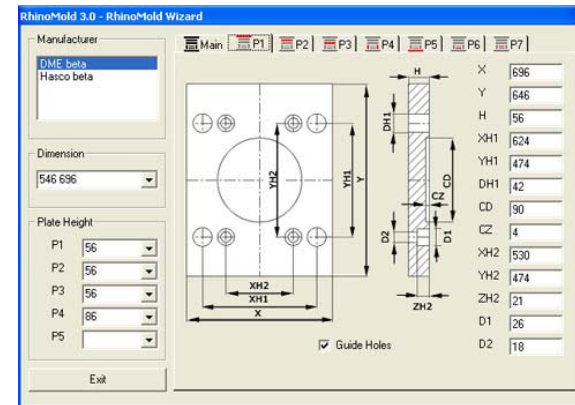 RhinoMold 3.0 - RhinoMold Wizard
Manufacturer
DME beta
Hasco beta
Dimension
546 696
Plate Height
P1 56
P2 56
P3 56
P4 86
P5
Exit
Main P1 P2 P3 P4 P5 P6 P7
H
DH1
YH2
YH1
Y
CD
CZ
D2
D1
XH2
XH1
X
ZH2
Guide Holes
X 696
Y 646
H 56
XH1 624
YH1 474
DH1 42
CD 90
CZ 4
XH2 530
YH2 474
ZH2 21
D1 26
D2 18